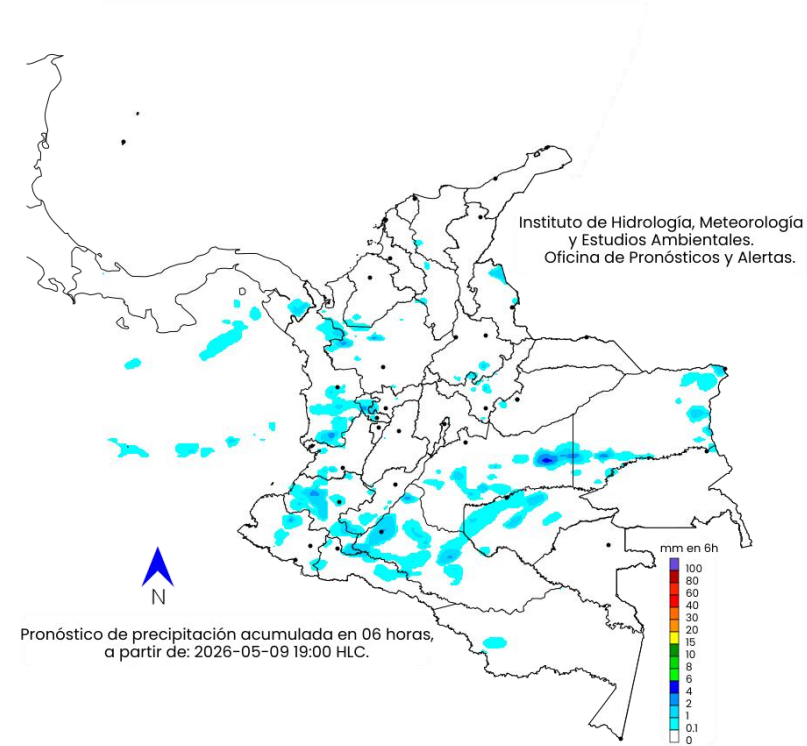 Instituto de Hidrología, Meteorología
y Estudios Ambientales.
Oficina de Pronósticos y Alertas.
N
Pronóstico de precipitación acumulada en 06 horas,
a partir de: 2026-05-09 19:00 HLC.
mm en 6h
100
80
60
40
30
20
15
10
8
6
4
2
1
0.1
0